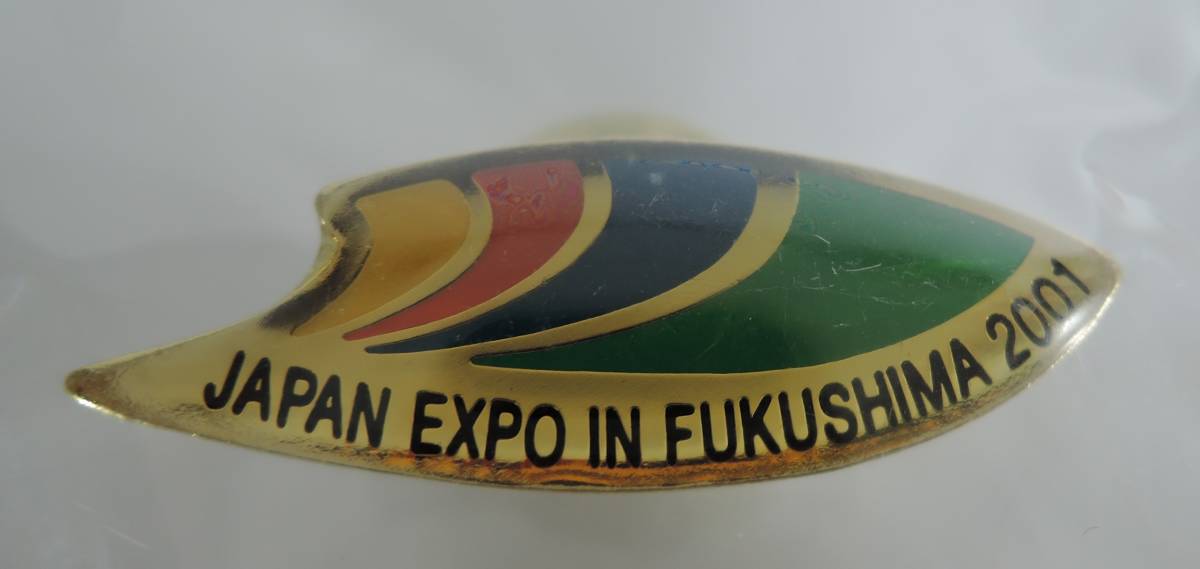 JAPAN EXPO IN FUKUSHIMA 2001